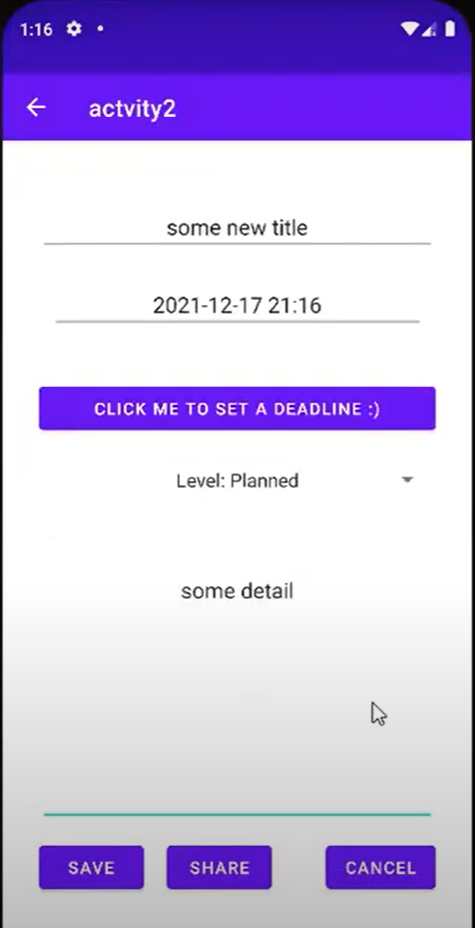 1:16
actvity2
some new title
2021-12-17 21:16
CLICK ME TO SET A DEADLINE :)
Level: Planned
some detail
SAVE SHARE CANCEL